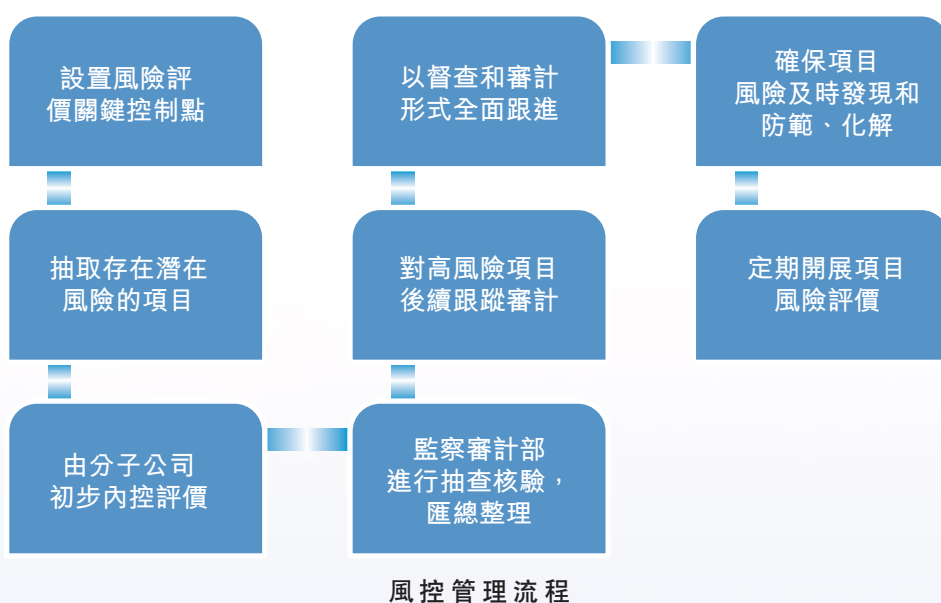 設置風險評
價關鍵控制點
抽取存在潛在
風險的項目
由分子公司
初步內控評價
監察審計部
進行抽查核驗，
匯總整理
對高風險項目
後續跟蹤審計
以督查和審計
形式全面跟進
確保項目
風險及時發現和
防範、化解
定期開展項目
風險評價
風控管理流程